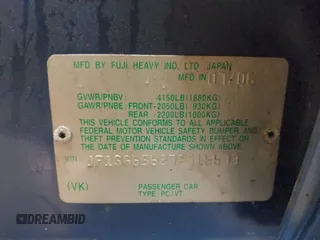 MFD BY FUJI HEAVY IND. LTD. JAPAN
MFD IN 07-06
GVWR/PNBV 4150LB(1880KG)
GAWR/PNBE: FRONT-2050LB( 930KG)
REAR -2200LB(1000KG)
THIS VEHICLE CONFORMS TO ALL APPLICABLE
FEDERAL MOTOR VEHICLE SAFETY, BUMPER, AND
THEFT PREVENTION STANDARDS IN EFFECT ON
THE DATE OF MANUFACTURE SHOWN ABOVE.
VIN
(VK) PASSENGER CAR
TYPE PC/VT
DREAMBID